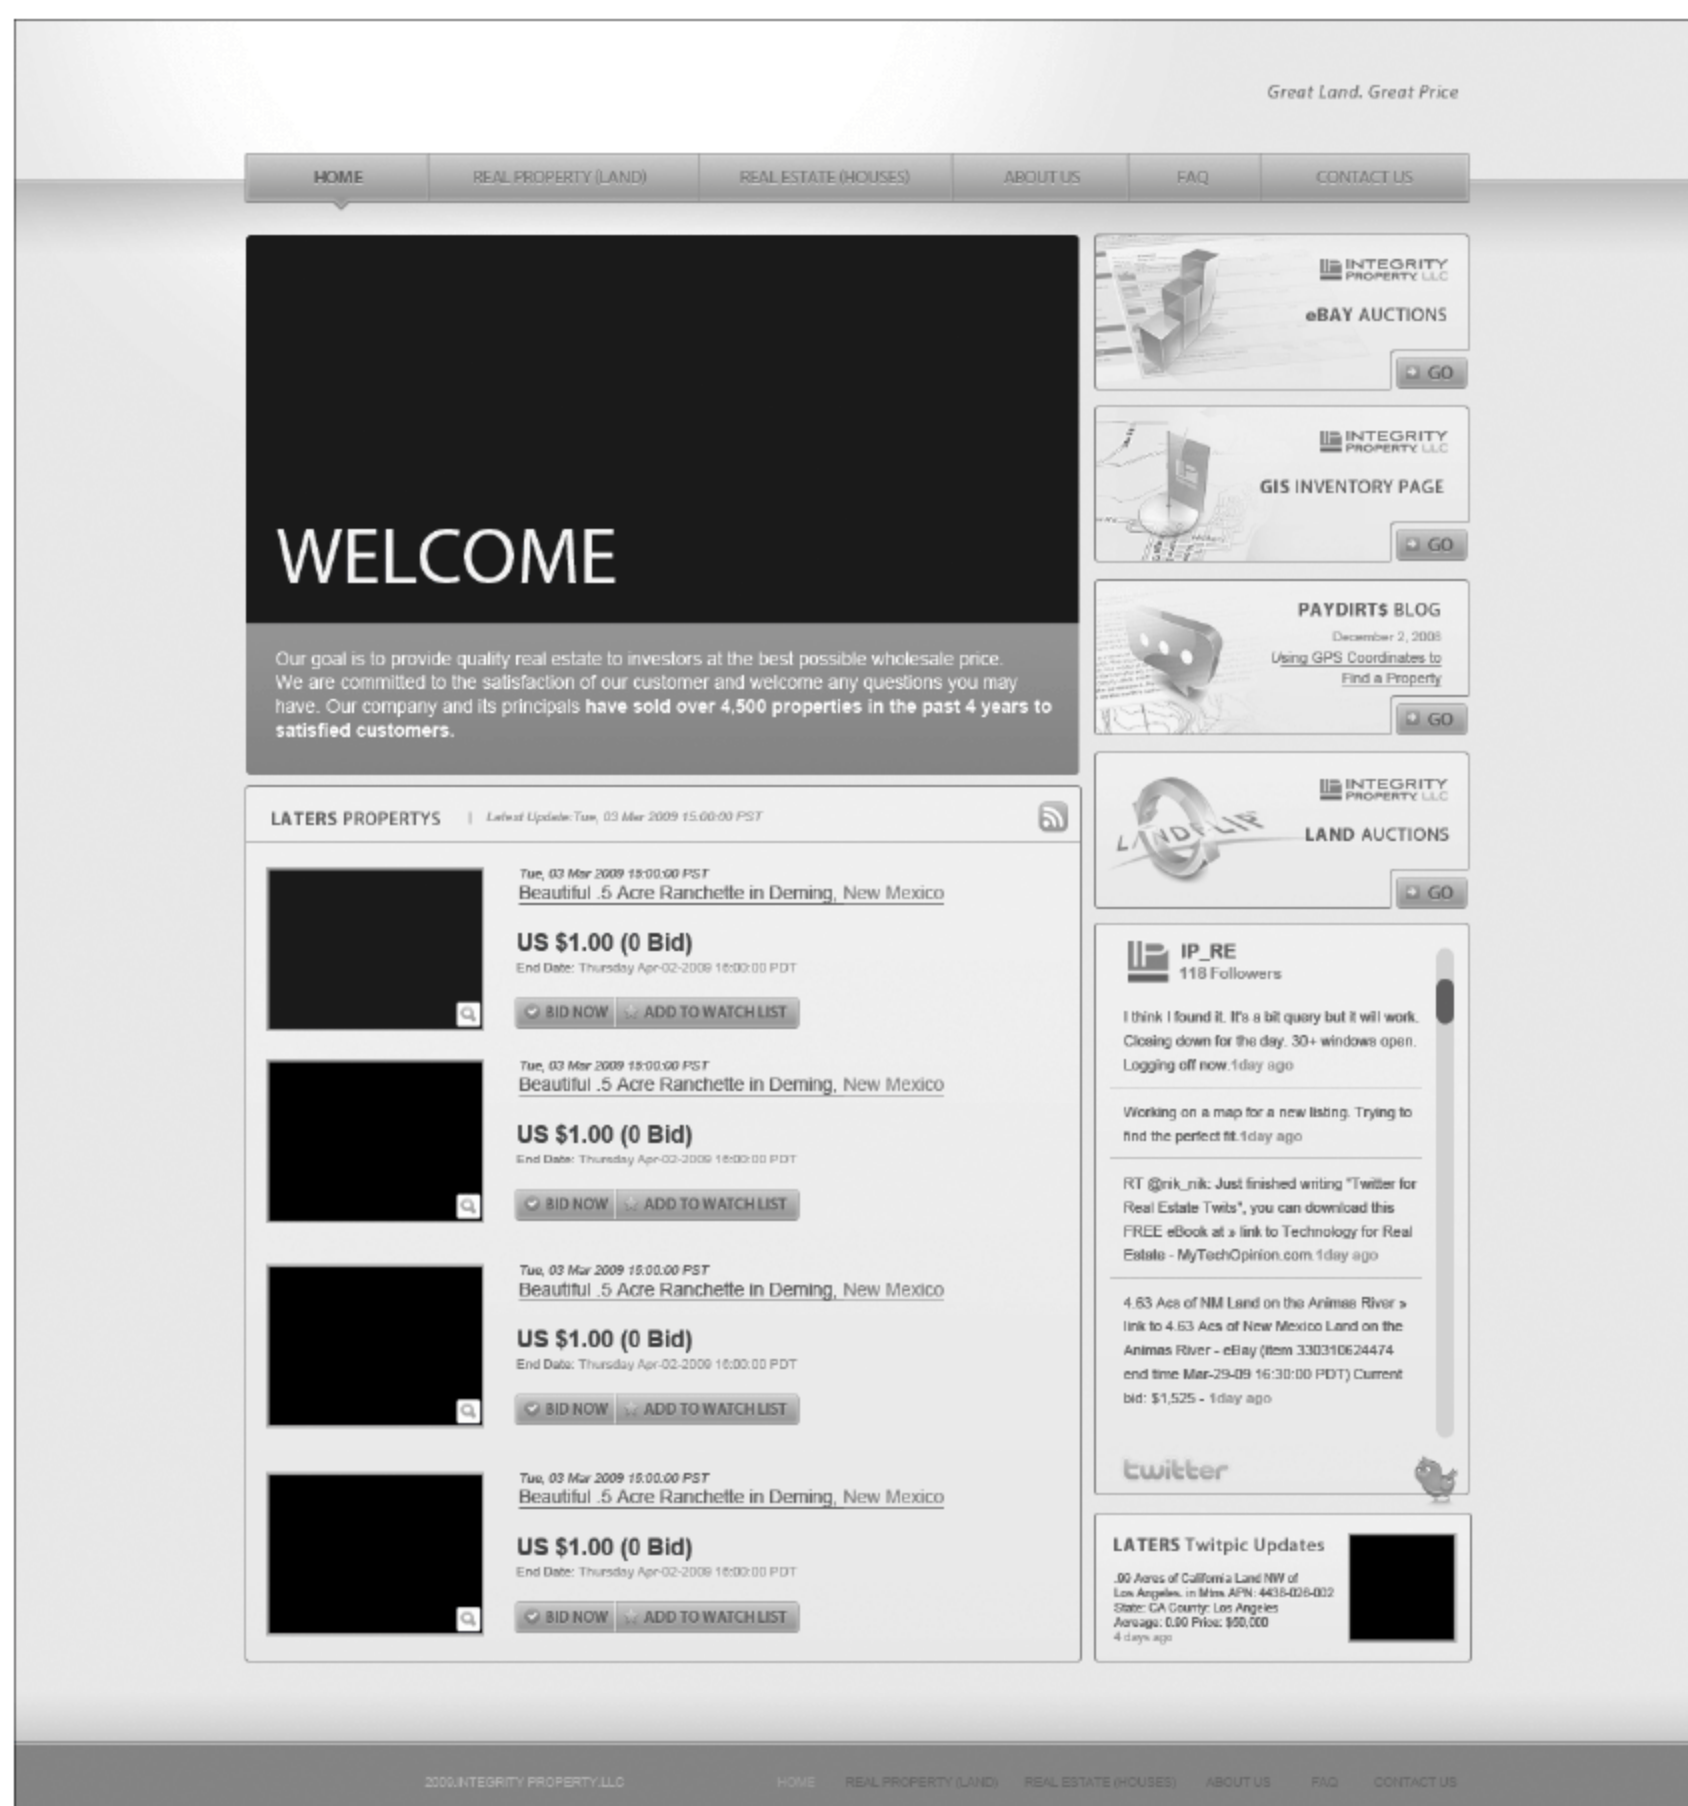 Great Land. Great Price
HOME
REAL PROPERTY (LAND)
REAL ESTATE (HOUSES)
ABOUT US
FAQ
CONTACT US
WELCOME
Our goal is to provide quality real estate to investors at the best possible wholesale price.
We are committed to the satisfaction of our customer and welcome any questions you may
have. Our company and its principals have sold over 4,500 properties in the past 4 years to
satisfied customers.
LATERS PROPERTYS | Latest Update:Tue, 03 Mar 2009 15:00:00 PST
Tue, 03 Mar 2009 15:00:00 PST
Beautiful .5 Acre Ranchette in Deming, New Mexico
US $1.00 (0 Bid)
End Date: Thursday Apr-02-2009 16:00:00 PDT
BID NOW
ADD TO WATCH LIST
Tue, 03 Mar 2009 15:00:00 PST
Beautiful .5 Acre Ranchette in Deming, New Mexico
US $1.00 (0 Bid)
End Date: Thursday Apr-02-2009 16:00:00 PDT
BID NOW
ADD TO WATCH LIST
Tue, 03 Mar 2009 15:00:00 PST
Beautiful .5 Acre Ranchette in Deming, New Mexico
US $1.00 (0 Bid)
End Date: Thursday Apr-02-2009 16:00:00 PDT
BID NOW
ADD TO WATCH LIST
Tue, 03 Mar 2009 15:00:00 PST
Beautiful .5 Acre Ranchette in Deming, New Mexico
US $1.00 (0 Bid)
End Date: Thursday Apr-02-2009 16:00:00 PDT
BID NOW
ADD TO WATCH LIST
INTEGRITY
PROPERTY LLC
eBAY AUCTIONS
GO
INTEGRITY
PROPERTY LLC
GIS INVENTORY PAGE
GO
PAYDIRT$ BLOG
December 2, 2008
Using GPS Coordinates to
Find a Property
GO
LANDFLIP
INTEGRITY
PROPERTY LLC
LAND AUCTIONS
GO
IP_RE
118 Followers
I think I found it. It's a bit query but it will work.
Closing down for the day. 30+ windows open.
Logging off now.1day ago
Working on a map for a new listing. Trying to
find the perfect fit.1day ago
RT @nik_nik: Just finished writing "Twitter for
Real Estate Twits", you can download this
FREE eBook at » link to Technology for Real
Estate - MyTechOpinion.com.1day ago
4.63 Acs of NM Land on the Animas River »
link to 4.63 Acs of New Mexico Land on the
Animas River - eBay (item 330310624474
end time Mar-29-09 16:30:00 PDT) Current
bid: $1,525 - 1day ago
twitter
LATERS Twitpic Updates
.99 Acres of California Land NW of
Los Angeles. in Mtns APN: 4438-026-002
State: CA County: Los Angeles
Acreage: 0.99 Price: $50,000
4 days ago
2009.INTEGRITY PROPERTY.LLC
HOME
REAL PROPERTY (LAND)
REAL ESTATE (HOUSES)
ABOUT US
FAQ
CONTACT US